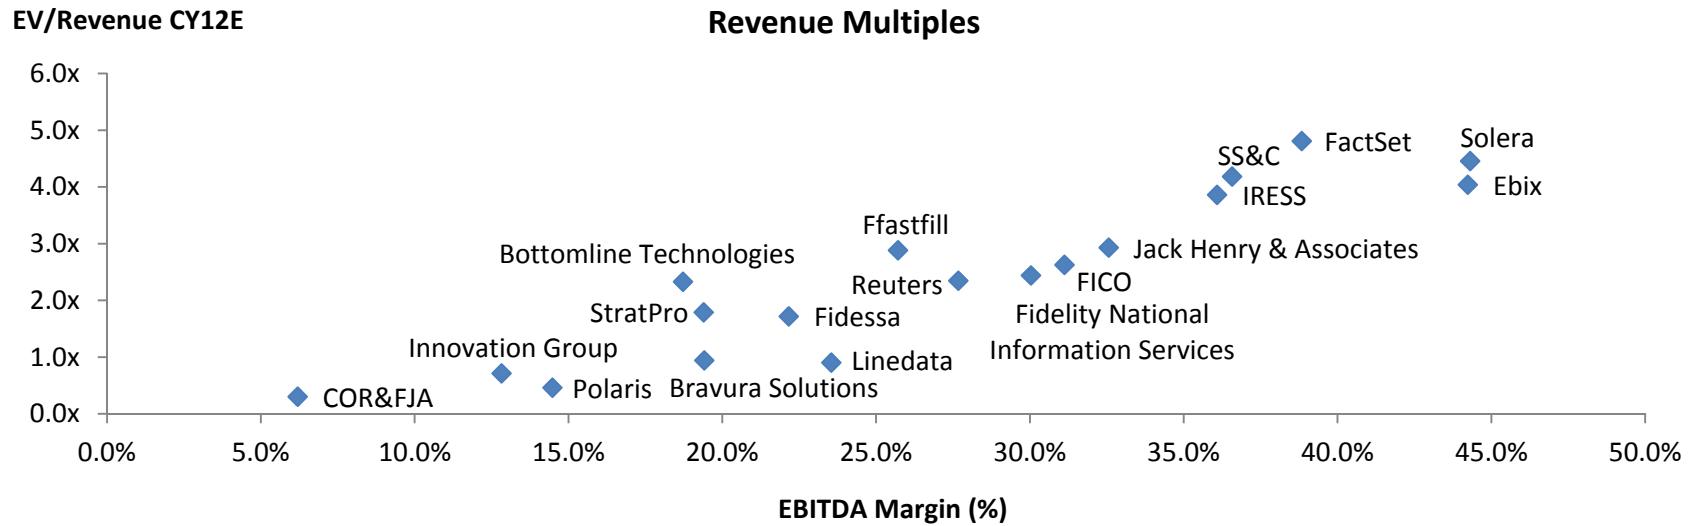 EV/Revenue CY12E
Revenue Multiples
6.0x
5.0x
4.0x
3.0x
2.0x
1.0x
0.0x
FactSet
Solera
SS&C
Ebix
IRESS
Ffastfill
Jack Henry & Associates
Bottomline Technologies
Reuters
FICO
StratPro
Fidessa
Fidelity National
Information Services
Innovation Group
Linedata
COR&FJA
Polaris
Bravura Solutions
0.0% 5.0% 10.0% 15.0% 20.0% 25.0% 30.0% 35.0% 40.0% 45.0% 50.0%
EBITDA Margin (%)